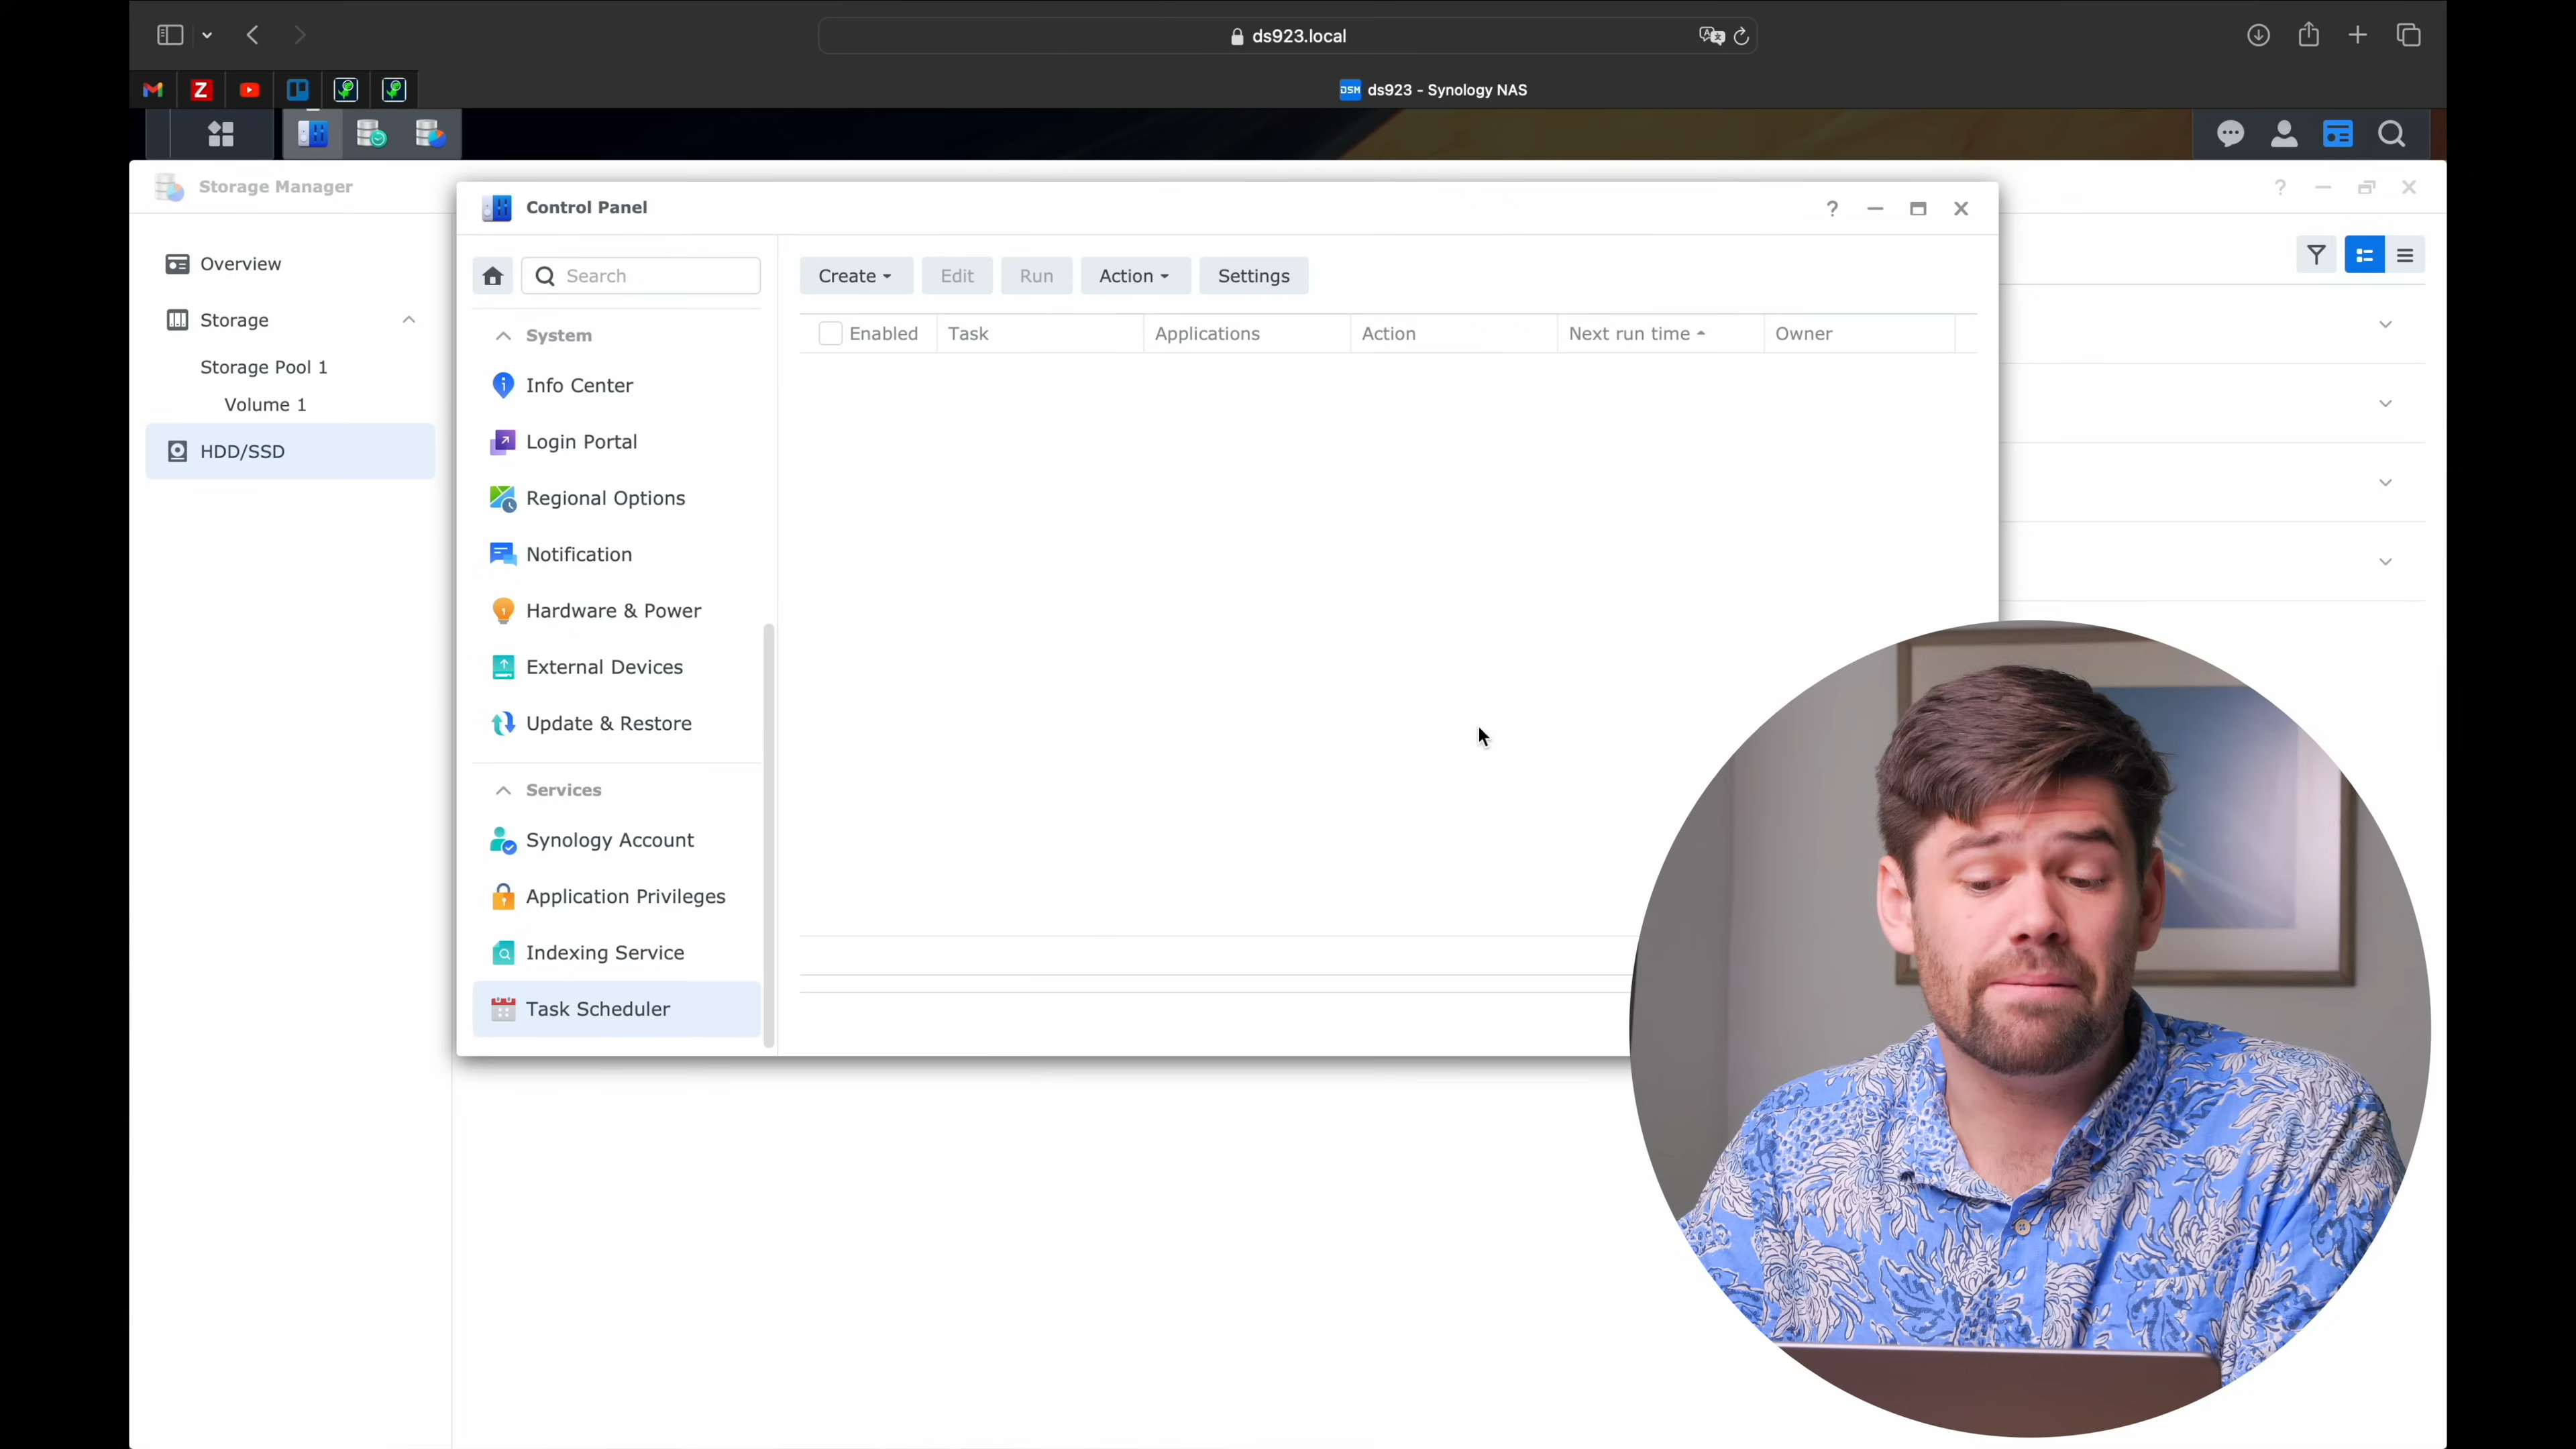 ds923.local
Z
DSM ds923 - Synology NAS
Storage Manager
?
Overview
Storage
Storage Pool 1
Volume 1
HDD/SSD
Control Panel
?
Search
Create
Edit
Run
Action
Settings
Enabled
Task
Applications
Action
Next run time
Owner
System
Info Center
Login Portal
Regional Options
Notification
Hardware & Power
External Devices
Update & Restore
Services
Synology Account
Application Privileges
Indexing Service
Task Scheduler